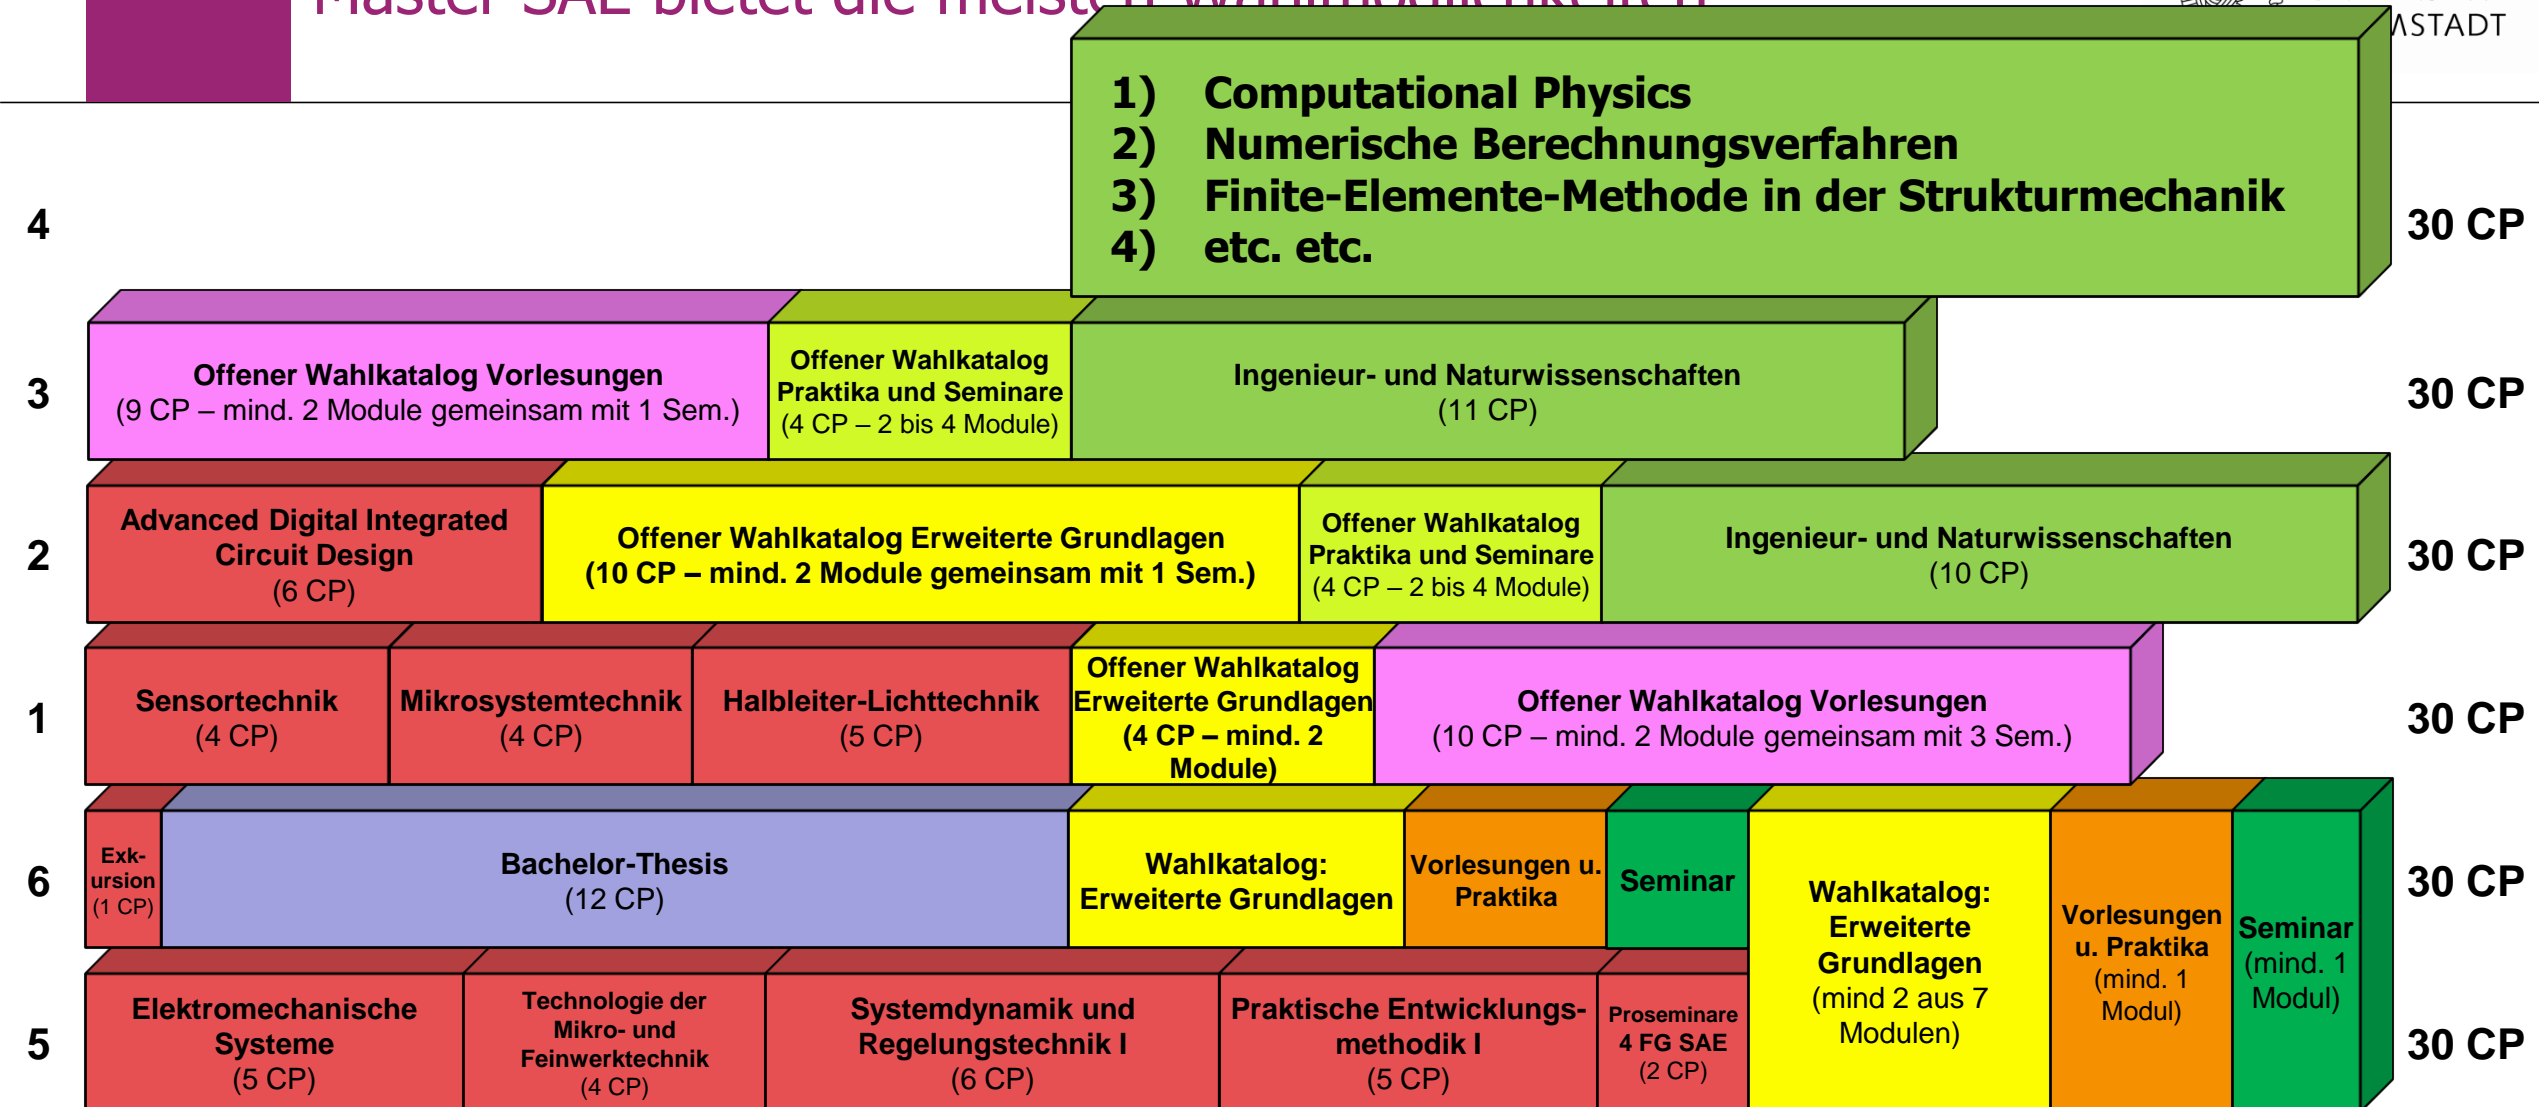 Master SAE bietet die meisten Wahlmöglichkeiten
MSTADT
1) Computational Physics
2) Numerische Berechnungsverfahren
3) Finite-Elemente-Methode in der Strukturmechanik
4) etc. etc.
4
30 CP
3
Offener Wahlkatalog Vorlesungen
(9 CP – mind. 2 Module gemeinsam mit 1 Sem.)
Offener Wahlkatalog
Praktika und Seminare
(4 CP – 2 bis 4 Module)
Ingenieur- und Naturwissenschaften
(11 CP)
30 CP
2
Advanced Digital Integrated
Circuit Design
(6 CP)
Offener Wahlkatalog Erweiterte Grundlagen
(10 CP – mind. 2 Module gemeinsam mit 1 Sem.)
Offener Wahlkatalog
Praktika und Seminare
(4 CP – 2 bis 4 Module)
Ingenieur- und Naturwissenschaften
(10 CP)
30 CP
1
Sensortechnik
(4 CP)
Mikrosystemtechnik
(4 CP)
Halbleiter-Lichttechnik
(5 CP)
Offener Wahlkatalog
Erweiterte Grundlagen
(4 CP – mind. 2
Module)
Offener Wahlkatalog Vorlesungen
(10 CP – mind. 2 Module gemeinsam mit 3 Sem.)
30 CP
6
Exk-
ursion
(1 CP)
Bachelor-Thesis
(12 CP)
Wahlkatalog:
Erweiterte Grundlagen
Vorlesungen u.
Praktika
Seminar
Wahlkatalog:
Erweiterte
Grundlagen
(mind 2 aus 7
Modulen)
Vorlesungen
u. Praktika
(mind. 1
Modul)
Seminar
(mind. 1
Modul)
30 CP
5
Elektromechanische
Systeme
(5 CP)
Technologie der
Mikro- und
Feinwerktechnik
(4 CP)
Systemdynamik und
Regelungstechnik I
(6 CP)
Praktische Entwicklungs-
methodik I
(5 CP)
Proseminare
4 FG SAE
(2 CP)
30 CP